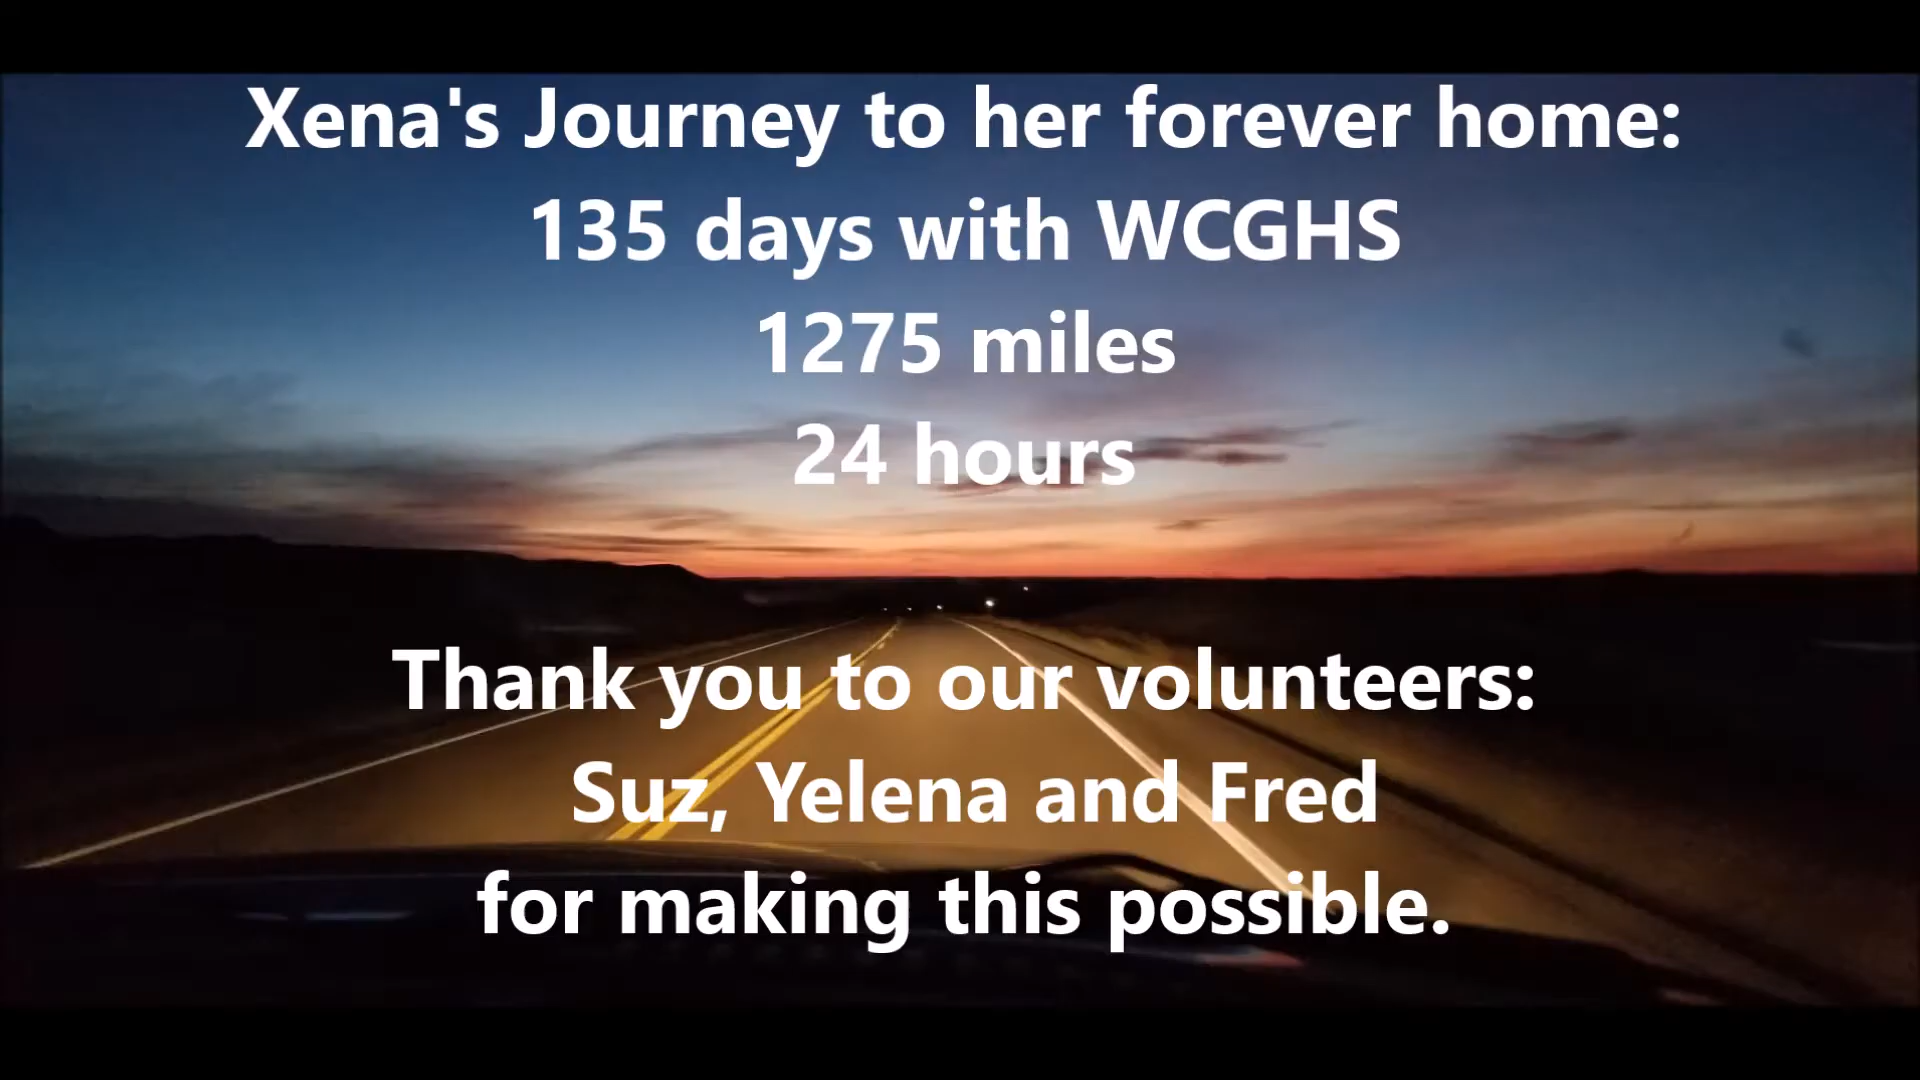 Xena's Journey to her forever home:
135 days with WCGHS
1275 miles
24 hours
Thank you to our volunteers:
Suz, Yelena and Fred
for making this possible.